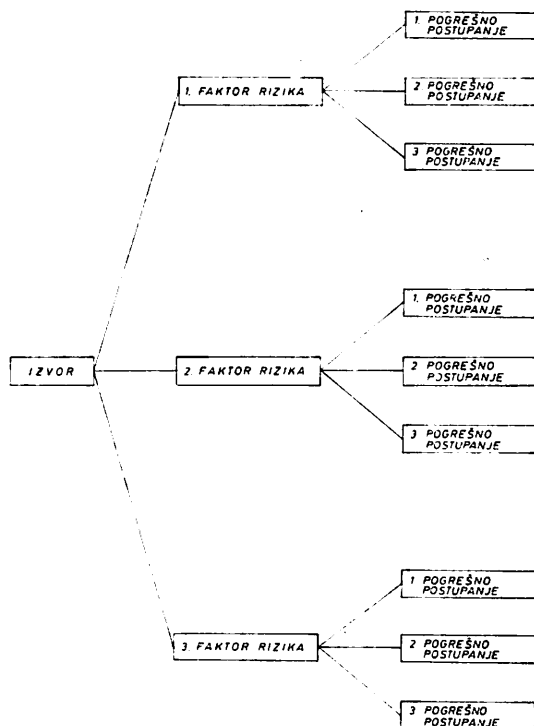 1. POGREŠNO
POSTUPANJE
1. FAKTOR RIZIKA
2 POGREŠNO
POSTUPANJE
3 POGREŠNO
POSTUPANJE
1. POGREŠNO
POSTUPANJE
IZVOR
2. FAKTOR RIZIKA
2 POGREŠNO
POSTUPANJE
3 POGREŠNO
POSTUPANJE
1 POGREŠNO
POSTUPANJE
3. FAKTOR RIZIKA
2 POGREŠNO
POSTUPANJE
3 POGREŠNO
POSTUPANJE